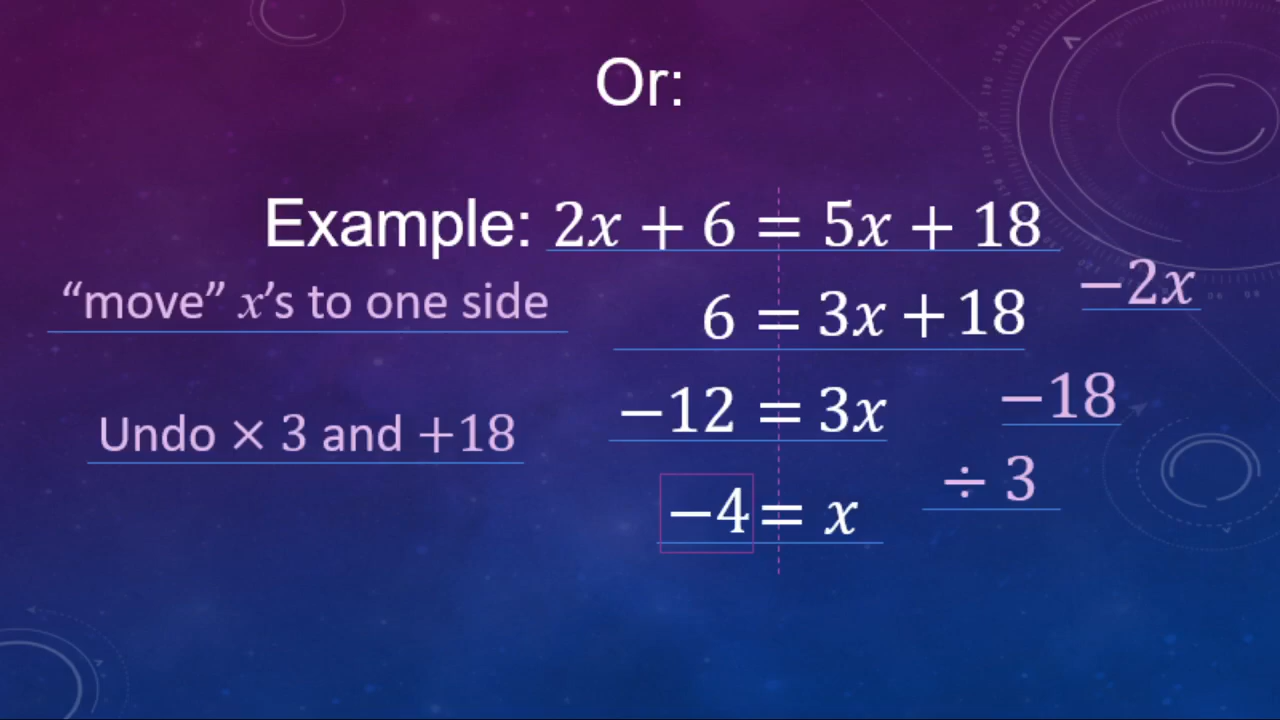 Or:
Example: 2x + 6 = 5x + 18
“move” x’s to one side
−2x
6 = 3x + 18
−12 = 3x
−18
Undo × 3 and +18
÷ 3
−4 = x